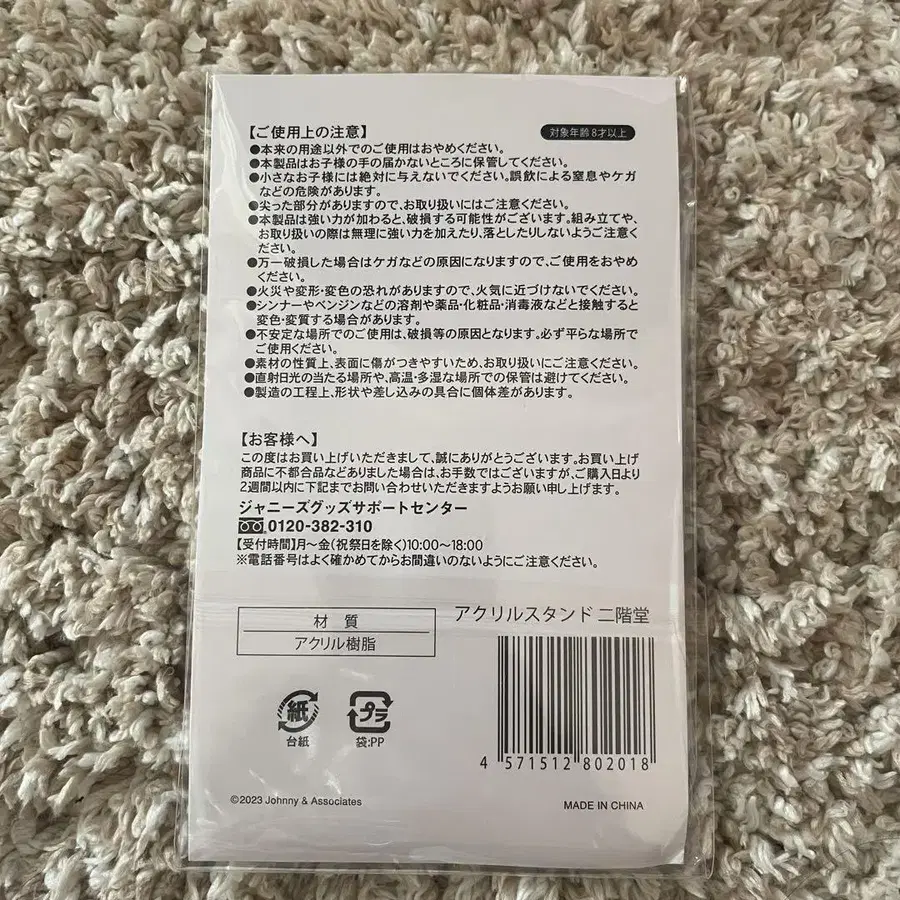 【ご使用上の注意】
対象年齢8才以上
●本来の用途以外でのご使用はおやめください。
●本製品はお子様の手の届かないところに保管してください。
●小さなお子様には絶対に与えないでください。誤飲による窒息やケガ
などの危険があります。
●尖った部分がありますので、お取り扱いにはご注意ください。
●本製品は強い力が加わると、破損する可能性がございます。組み立てや、
お取り扱いの際は無理に強い力を加えたり、落としたりしないようご注意く
ださい。
●万一破損した場合はケガなどの原因になりますので、ご使用をおやめ
ください。
●火災や変形・変色の恐れがありますので、火気に近づけないでください。
●シンナーやベンジンなどの溶剤や薬品・化粧品・消毒液などと接触すると
変色・変質する場合があります。
●不安定な場所でのご使用は、破損等の原因となります。必ず平らな場所で
ご使用ください。
●素材の性質上、表面に傷がつきやすいため、お取り扱いにご注意ください。
●直射日光の当たる場所や、高温・多湿な場所での保管は避けてください。
●製造の工程上、形状や差し込みの具合に個体差があります。
【お客様へ】
この度はお買い上げいただきまして、誠にありがとうございます。お買い上げ
商品に不都合品などありました場合は、お手数ではございますが、ご購入日より
2週間以内に下記までお問い合わせいただきますようお願い申し上げます。
ジャニーズグッズサポートセンター
0120-382-310
【受付時間】月〜金(祝祭日を除く)10:00〜18:00
※電話番号はよく確かめてからお間違いのないようにご注意ください。
材 質
アクリル樹脂
アクリルスタンド 二階堂
紙
台紙
プラ
袋:PP
4 571512 802018
©2023 Johnny & Associates
MADE IN CHINA